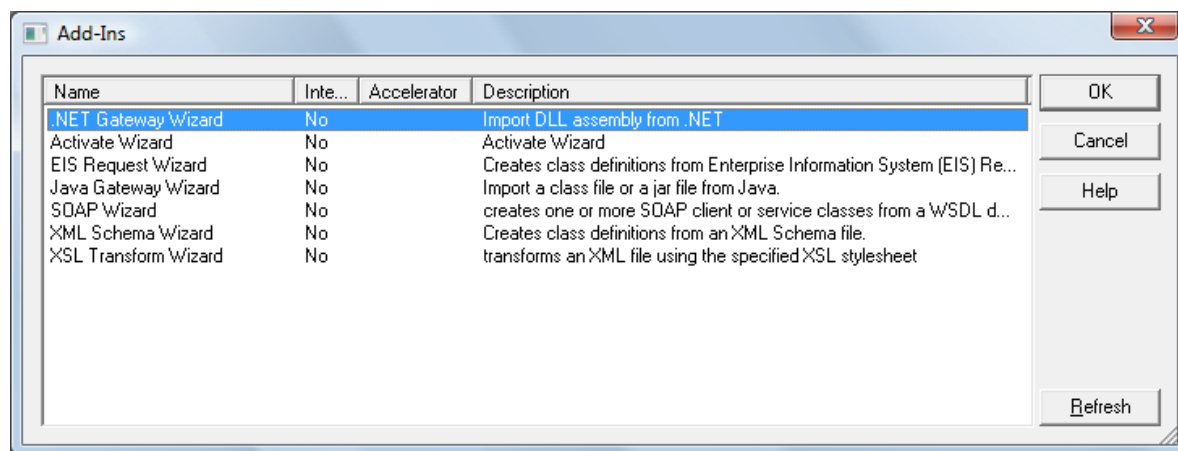 Add-Ins
Name Inte... Accelerator Description
.NET Gateway Wizard No Import DLL assembly from .NET
Activate Wizard No Activate Wizard
EIS Request Wizard No Creates class definitions from Enterprise Information System (EIS) Re...
Java Gateway Wizard No Import a class file or a jar file from Java.
SOAP Wizard No creates one or more SOAP client or service classes from a WSDL d...
XML Schema Wizard No Creates class definitions from an XML Schema file.
XSL Transform Wizard No transforms an XML file using the specified XSL stylesheet
OK
Cancel
Help
Refresh